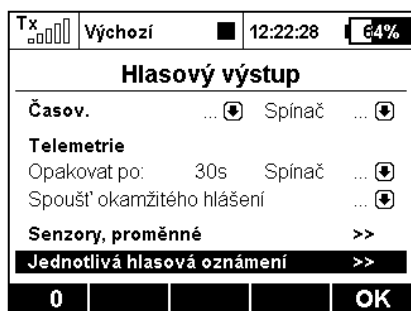 Tx Výchozí 12:22:28 64%
Hlasový výstup
Časov. ... Spínač ...
Telemetrie
Opakovat po: 30s Spínač ...
Spoušť okamžitého hlášení ...
Senzory, proměnné >>
Jednotlivá hlasová oznámení >>
0 OK